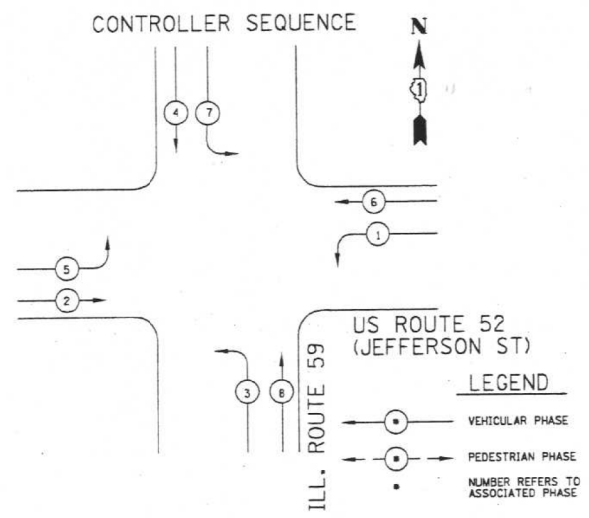 CONTROLLER SEQUENCE
N
1
4
7
6
1
5
2
3
8
US ROUTE 52
(JEFFERSON ST)
ILL. ROUTE 59
LEGEND
VEHICULAR PHASE
PEDESTRIAN PHASE
NUMBER REFERS TO
ASSOCIATED PHASE